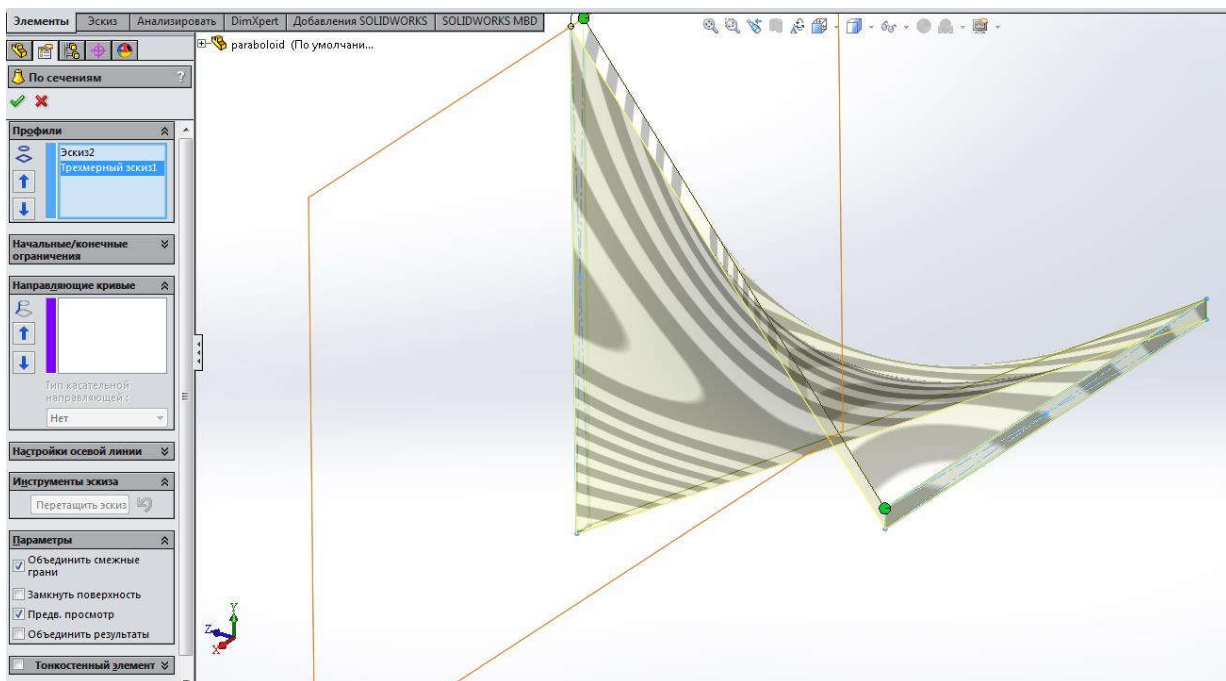 Элементы Эскиз Анализировать DimXpert Добавления SOLIDWORKS SOLIDWORKS MBD
paraboloid (По умолчани...
По сечениям ?
Профили
Эскиз2
Трехмерный эскиз1
Начальные/конечные
ограничения
Направляющие кривые
Тип касательной
направляющей :
Нет
Настройки осевой линии
Инструменты эскиза
Перетащить эскиз
Параметры
Объединить смежные
грани
Замкнуть поверхность
Предв. просмотр
Объединить результаты
Тонкостенный элемент
Y
Z
X